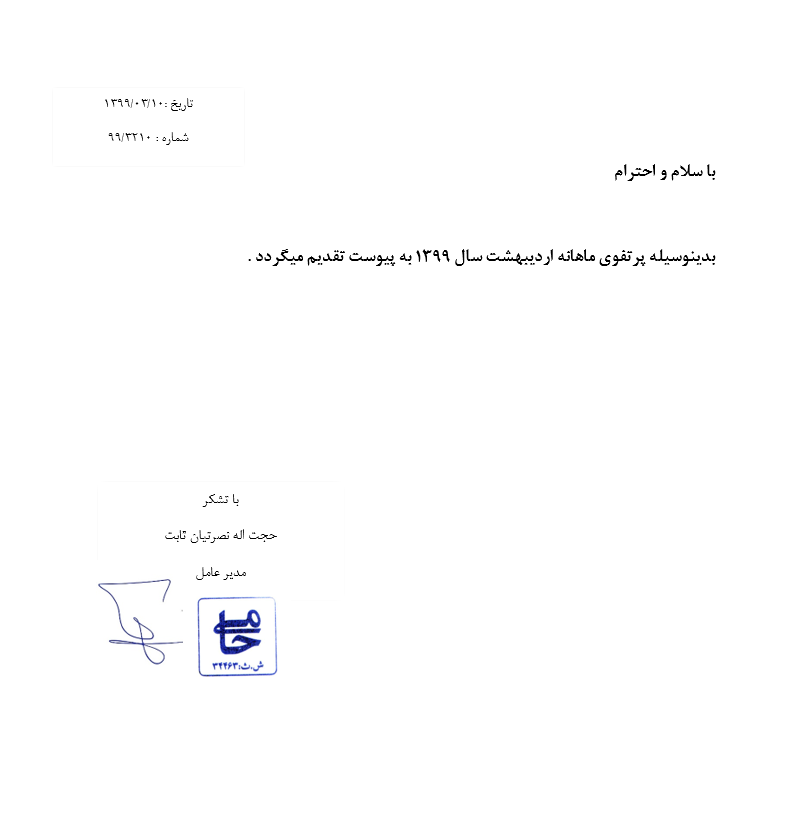 تاریخ :۱۳۹۹/۰۳/۱۰
شماره : ۹۹/۳۲۱۰
با سلام و احترام
بدینوسیله پرتفوی ماهانه اردیبهشت سال ۱۳۹۹ به پیوست تقدیم میگردد .
با تشکر
حجت اله نصرتیان ثابت
مدیر عامل
حامی
ش.ث:۳۴۴۶۳